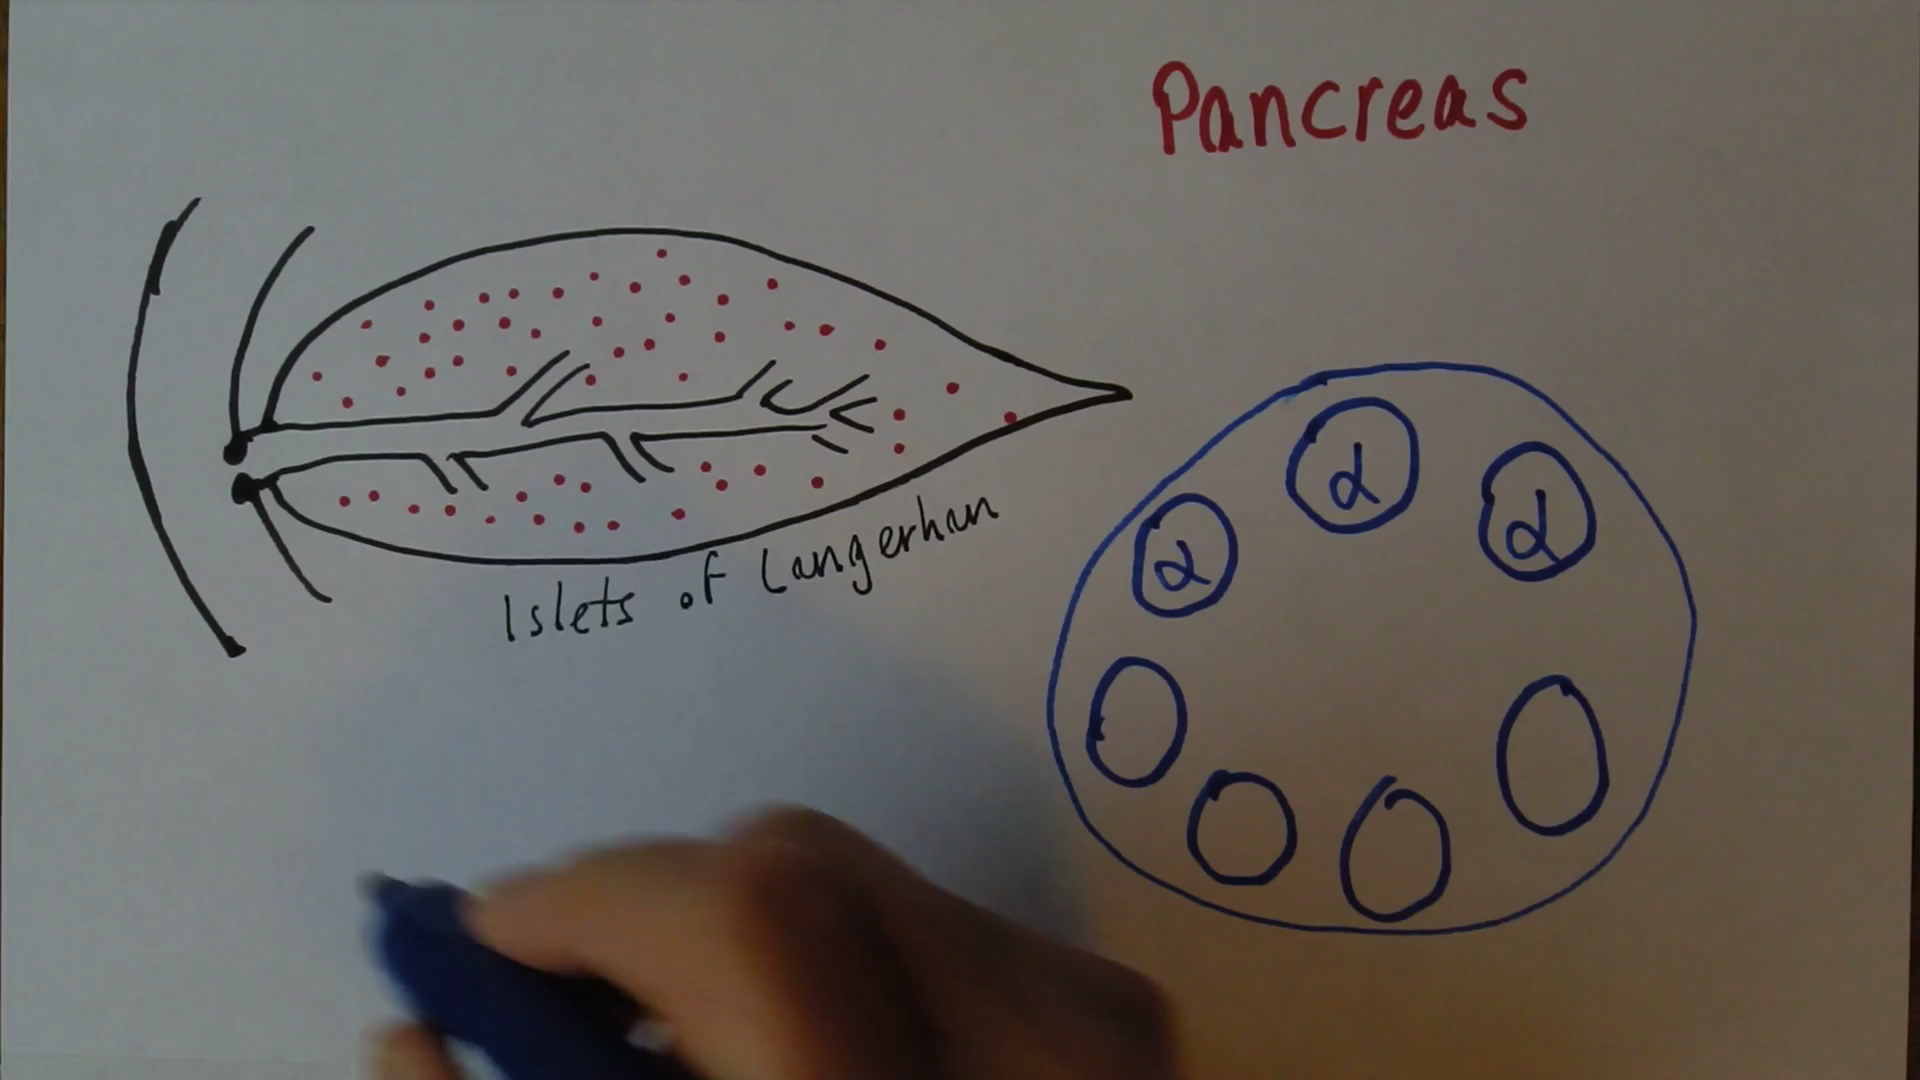 Pancreas
Islets of Langerhan
α
α
α